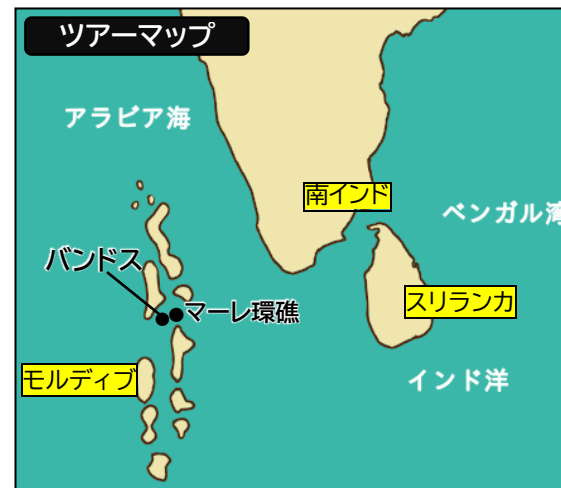 ツアーマップ
アラビア海
南インド
ベンガル湾
バンドス
スリランカ
マーレ環礁
モルディブ
インド洋